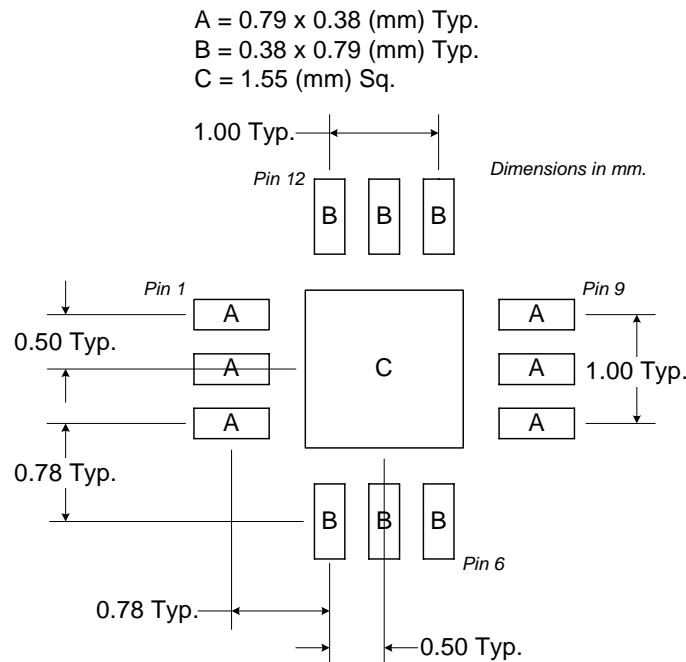 A = 0.79 x 0.38 (mm) Typ.
B = 0.38 x 0.79 (mm) Typ.
C = 1.55 (mm) Sq.
1.00 Typ.
Dimensions in mm.
Pin 12
B B B
Pin 1
Pin 9
A
A
0.50 Typ.
A
C
A
1.00 Typ.
A
A
0.78 Typ.
B B B
Pin 6
0.78 Typ.
0.50 Typ.